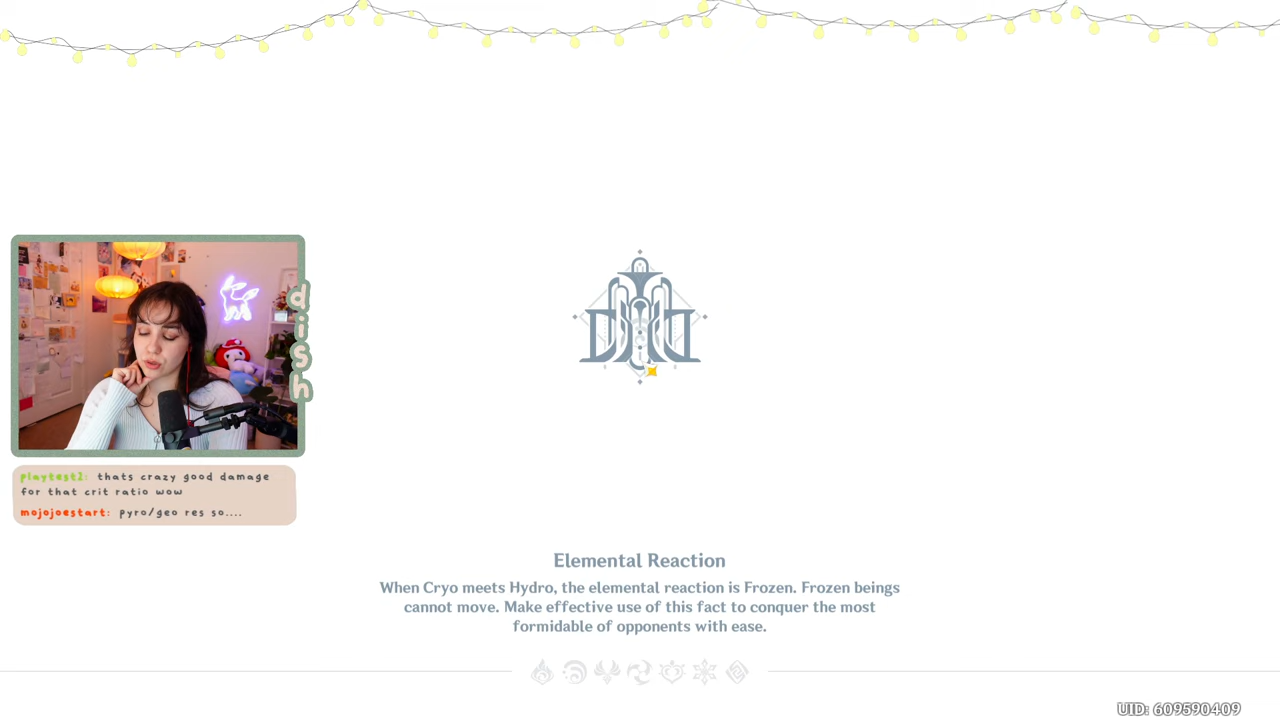 dish
playtest2: thats crazy good damage
for that crit ratio wow
mojojoestart: pyro/geo res so....
Elemental Reaction
When Cryo meets Hydro, the elemental reaction is Frozen. Frozen beings
cannot move. Make effective use of this fact to conquer the most
formidable of opponents with ease.
UID: 609590409